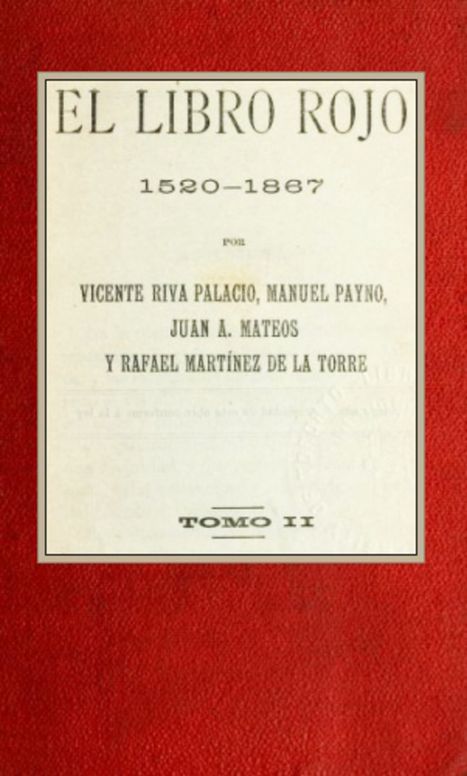 EL LIBRO ROJO
1520–1867
POR
VICENTE RIVA PALACIO, MANUEL PAYNO,
JUAN A. MATEOS
Y RAFAEL MARTÍNEZ DE LA TORRE
TOMO II